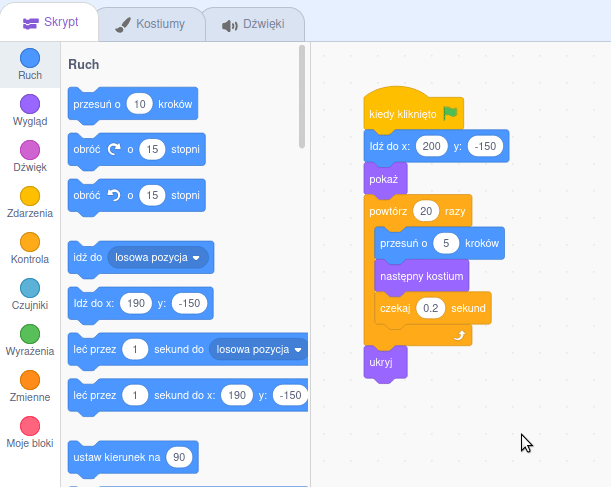 Skrypt
Kostiumy
Dźwięki
Ruch
Wygląd
Dźwięk
Zdarzenia
Kontrola
Czujniki
Wyrażenia
Zmienne
Moje bloki
Ruch
przesuń o 10 kroków
obróć o 15 stopni
obróć o 15 stopni
idź do losowa pozycja
Idź do x: 190 y: -150
leć przez 1 sekund do losowa pozycja
leć przez 1 sekund do x: 190 y: -150
ustaw kierunek na 90
kiedy kliknięto
Idź do x: 200 y: -150
pokaż
powtórz 20 razy
przesuń o 5 kroków
następny kostium
czekaj 0.2 sekund
ukryj